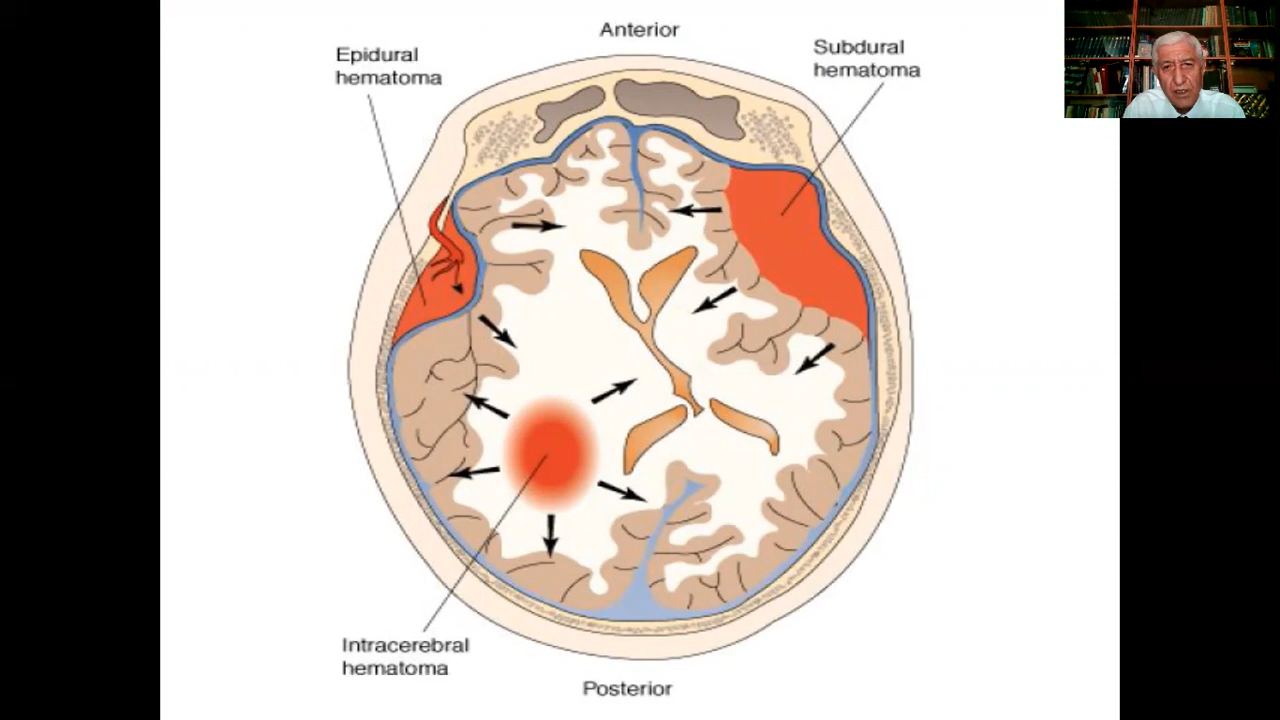 Anterior
Epidural
hematoma
Subdural
hematoma
Intracerebral
hematoma
Posterior